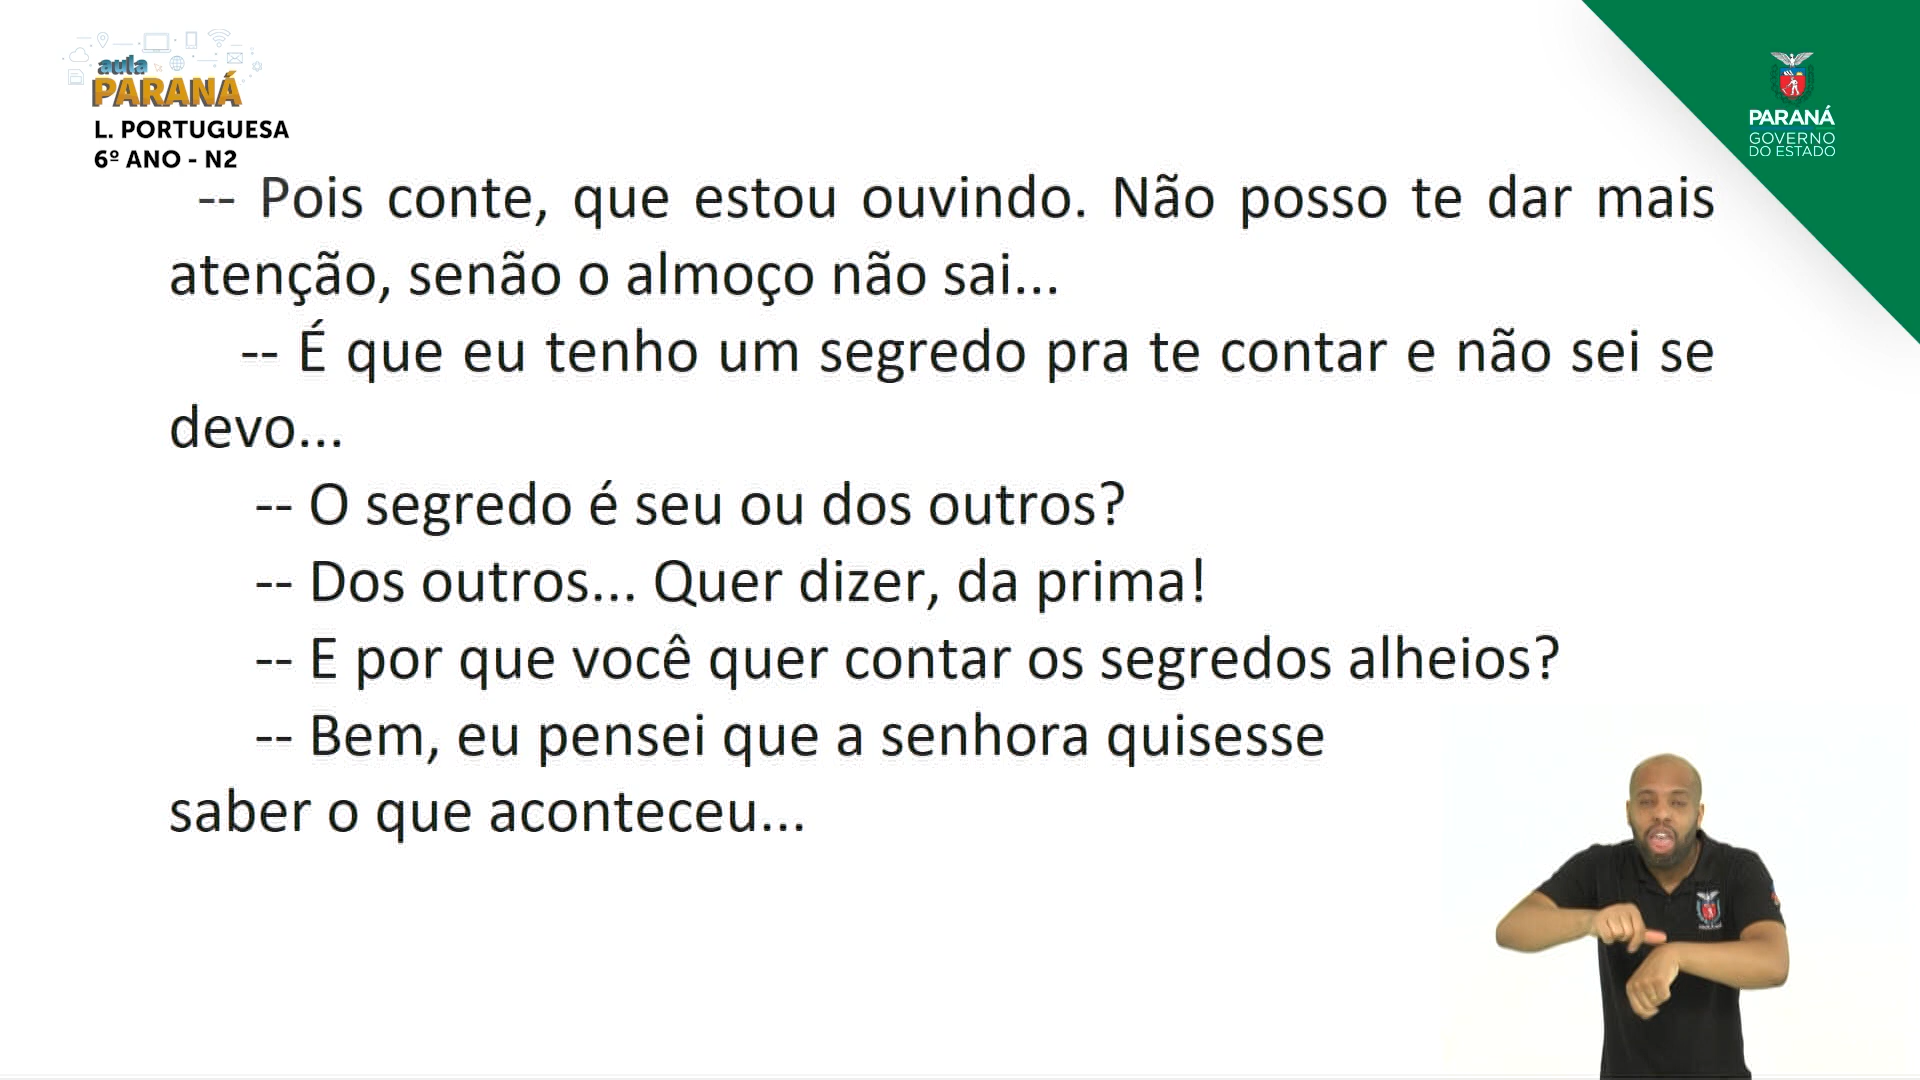 aula
PARANÁ
L. PORTUGUESA
6º ANO - N2
PARANÁ
GOVERNO
DO ESTADO
-- Pois conte, que estou ouvindo. Não posso te dar mais
atenção, senão o almoço não sai...
-- É que eu tenho um segredo pra te contar e não sei se
devo...
-- O segredo é seu ou dos outros?
-- Dos outros... Quer dizer, da prima!
-- E por que você quer contar os segredos alheios?
-- Bem, eu pensei que a senhora quisesse
saber o que aconteceu...